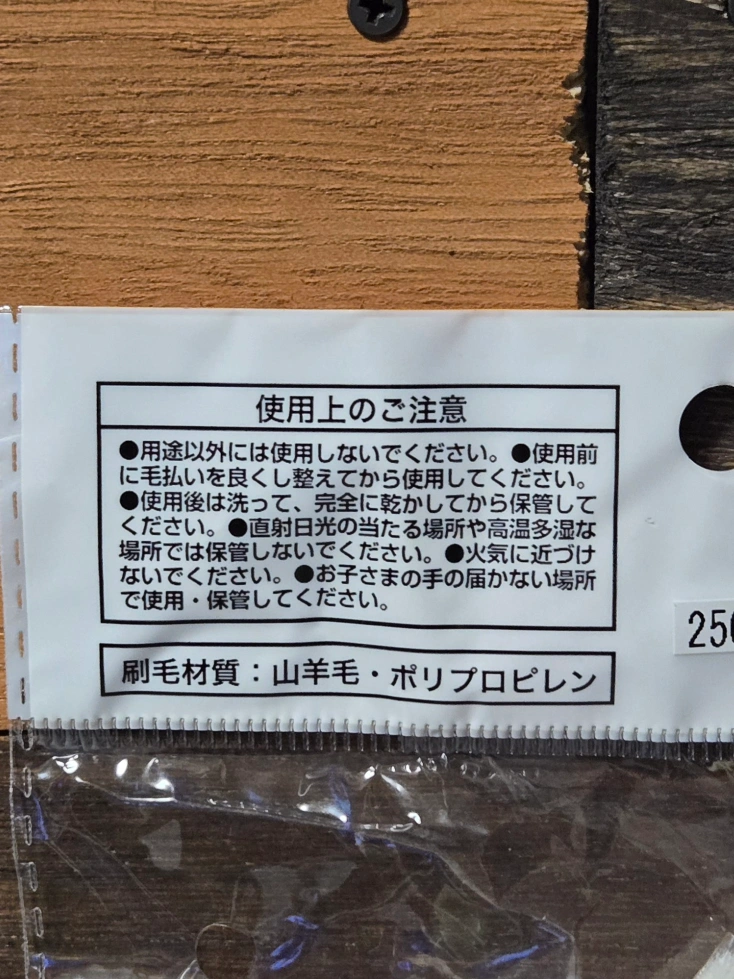 使用上のご注意
●用途以外には使用しないでください。●使用前
に毛払いを良くし整えてから使用してください。
●使用後は洗って、完全に乾かしてから保管して
ください。●直射日光の当たる場所や高温多湿な
場所では保管しないでください。●火気に近づけ
ないでください。●お子さまの手の届かない場所
で使用・保管してください。
250
刷毛材質：山羊毛・ポリプロピレン